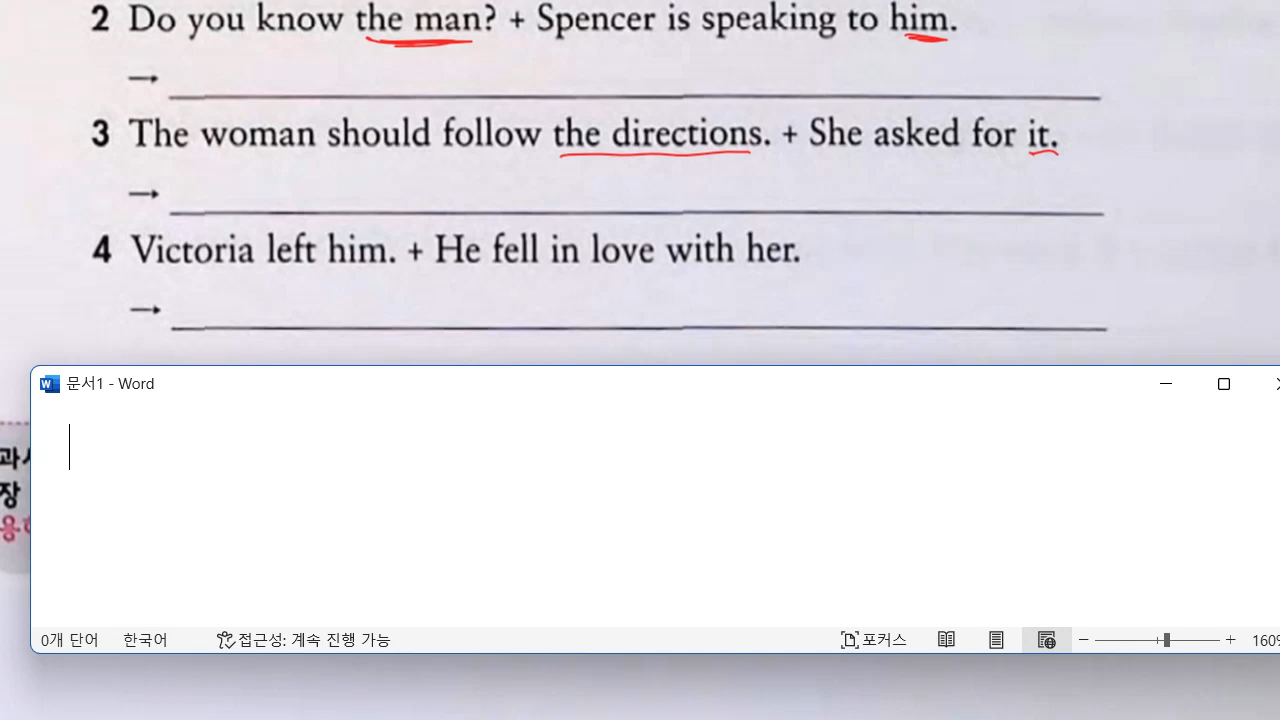 2 Do you know the man? + Spencer is speaking to him.
→
3 The woman should follow the directions. + She asked for it.
→
4 Victoria left him. + He fell in love with her.
→
문서1 - Word
장
0개 단어 한국어 접근성: 계속 진행 가능 포커스 160%